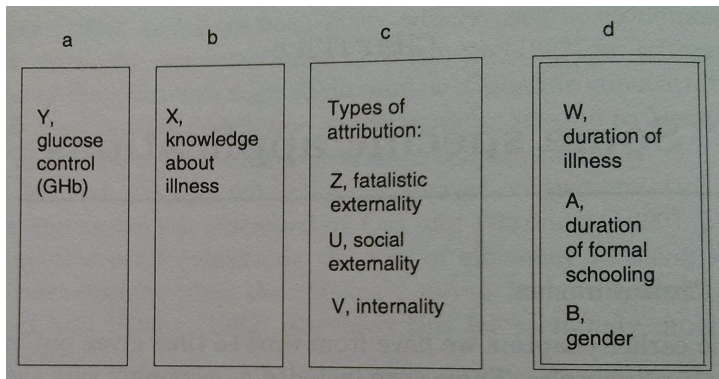 a
b
c
d
Y,
glucose
control
(GHb)
X,
knowledge
about
illness
Types of
attribution:
Z, fatalistic
externality
U, social
externality
V, internality
W,
duration of
illness
A,
duration
of formal
schooling
B,
gender